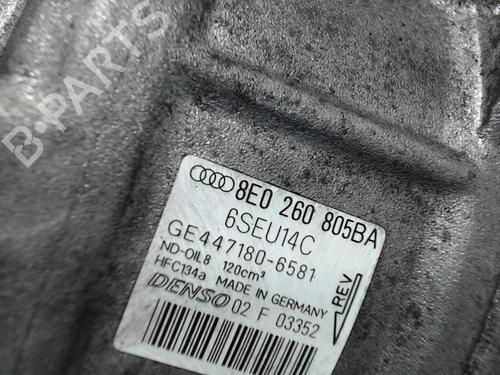 B-PARTS
8E0 260 805BA
6SEU14C
GE447180-6581
ND-OIL8 120cm³
HFC134a MADE IN GERMANY
DENSO 02 F 03352
REV